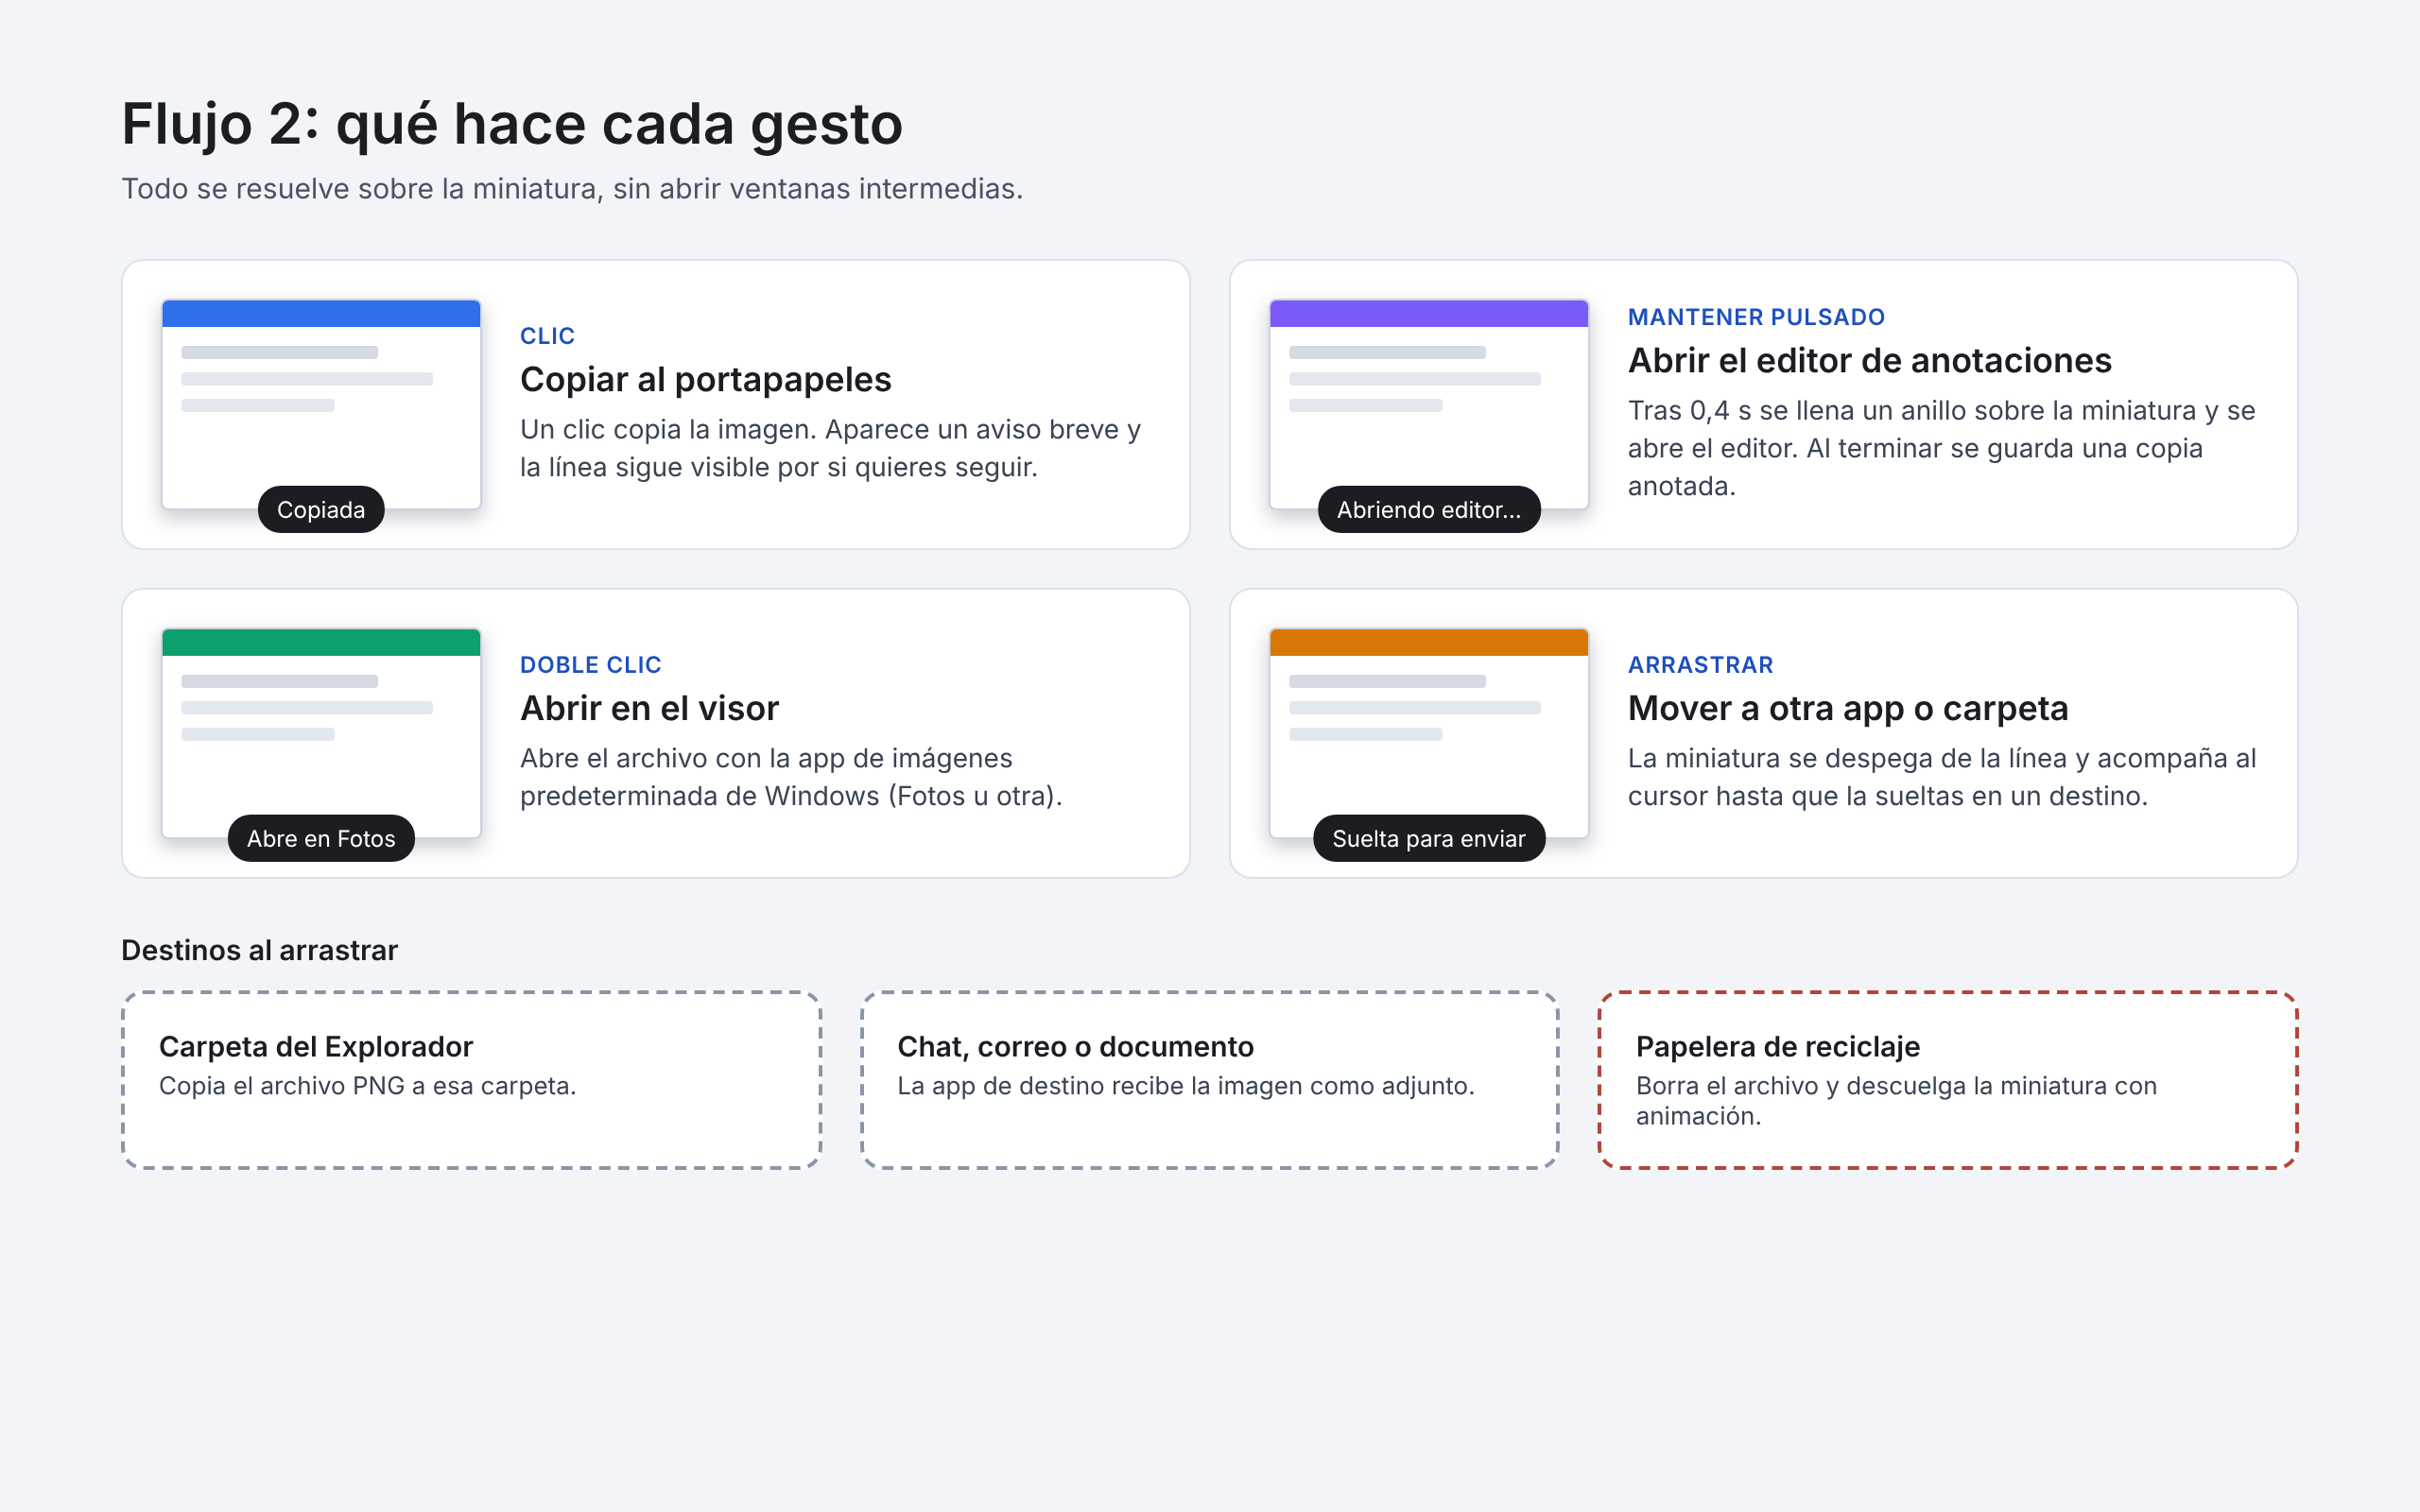 Flujo 2: qué hace cada gesto
Todo se resuelve sobre la miniatura, sin abrir ventanas intermedias.
CLIC
Copiar al portapapeles
Un clic copia la imagen. Aparece un aviso breve y
la línea sigue visible por si quieres seguir.
Copiada
MANTENER PULSADO
Abrir el editor de anotaciones
Tras 0,4 s se llena un anillo sobre la miniatura y se
abre el editor. Al terminar se guarda una copia
anotada.
Abriendo editor...
DOBLE CLIC
Abrir en el visor
Abre el archivo con la app de imágenes
predeterminada de Windows (Fotos u otra).
Abre en Fotos
ARRASTRAR
Mover a otra app o carpeta
La miniatura se despega de la línea y acompaña al
cursor hasta que la sueltas en un destino.
Suelta para enviar
Destinos al arrastrar
Carpeta del Explorador
Copia el archivo PNG a esa carpeta.
Chat, correo o documento
La app de destino recibe la imagen como adjunto.
Papelera de reciclaje
Borra el archivo y descuelga la miniatura con
animación.